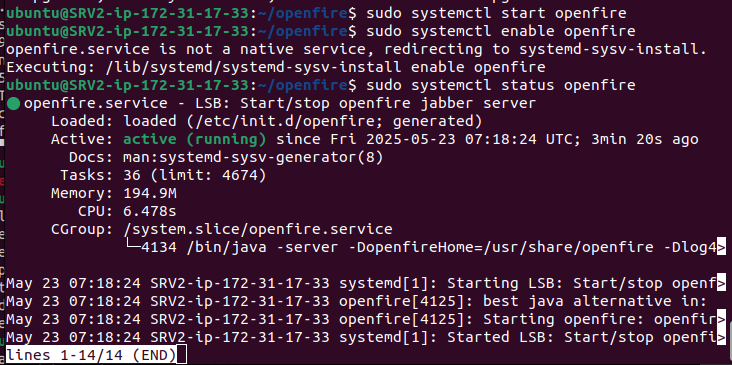 ubuntu@SRV2-ip-172-31-17-33:~/openfire$ sudo systemctl start openfire
ubuntu@SRV2-ip-172-31-17-33:~/openfire$ sudo systemctl enable openfire
openfire.service is not a native service, redirecting to systemd-sysv-install.
Executing: /lib/systemd/systemd-sysv-install enable openfire
ubuntu@SRV2-ip-172-31-17-33:~/openfire$ sudo systemctl status openfire
● openfire.service - LSB: Start/stop openfire jabber server
Loaded: loaded (/etc/init.d/openfire; generated)
Active: active (running) since Fri 2025-05-23 07:18:24 UTC; 3min 20s ago
Docs: man:systemd-sysv-generator(8)
Tasks: 36 (limit: 4674)
Memory: 194.9M
CPU: 6.478s
CGroup: /system.slice/openfire.service
└─4134 /bin/java -server -DopenfireHome=/usr/share/openfire -Dlog4>
May 23 07:18:24 SRV2-ip-172-31-17-33 systemd[1]: Starting LSB: Start/stop openf>
May 23 07:18:24 SRV2-ip-172-31-17-33 openfire[4125]: best java alternative in: >
May 23 07:18:24 SRV2-ip-172-31-17-33 openfire[4125]: Starting openfire: openfir>
May 23 07:18:24 SRV2-ip-172-31-17-33 systemd[1]: Started LSB: Start/stop openfi>
lines 1-14/14 (END)